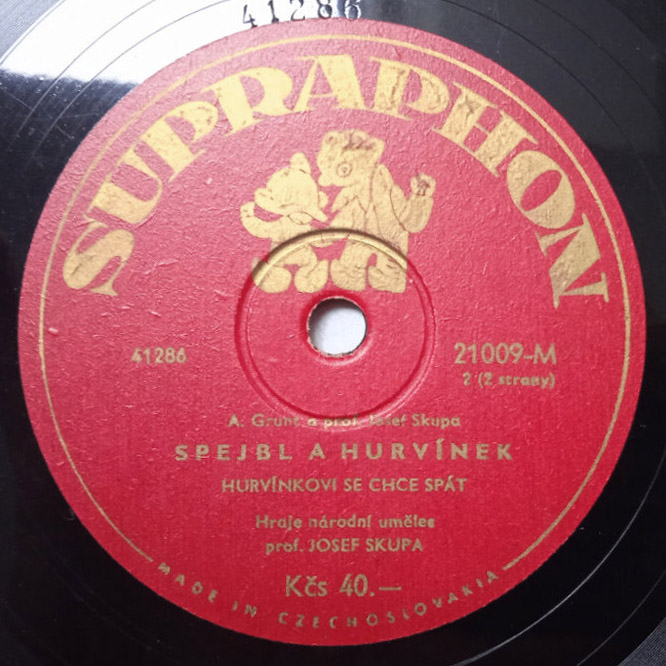 41286
SUPRAPHON
41286
21009-M
2 (2 strany)
A. Grunt a prof. Josef Skupa
SPEJBL A HURVÍNEK
HURVÍNKOVI SE CHCE SPÁT
Hraje národní umělec
prof. JOSEF SKUPA
Kčs 40.—
MADE IN CZECHOSLOVAKIA